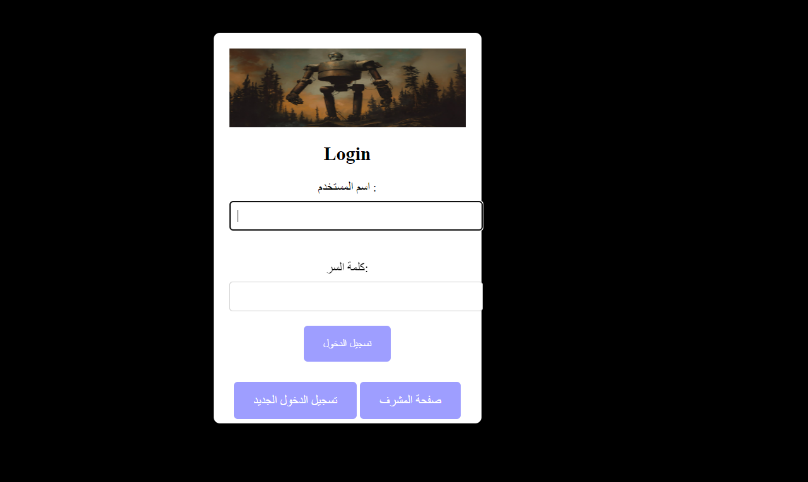 Login
اسم المستخدم :
كلمة السر:
تسجيل الدخول
تسجيل الدخول الجديد
صفحة المشرف